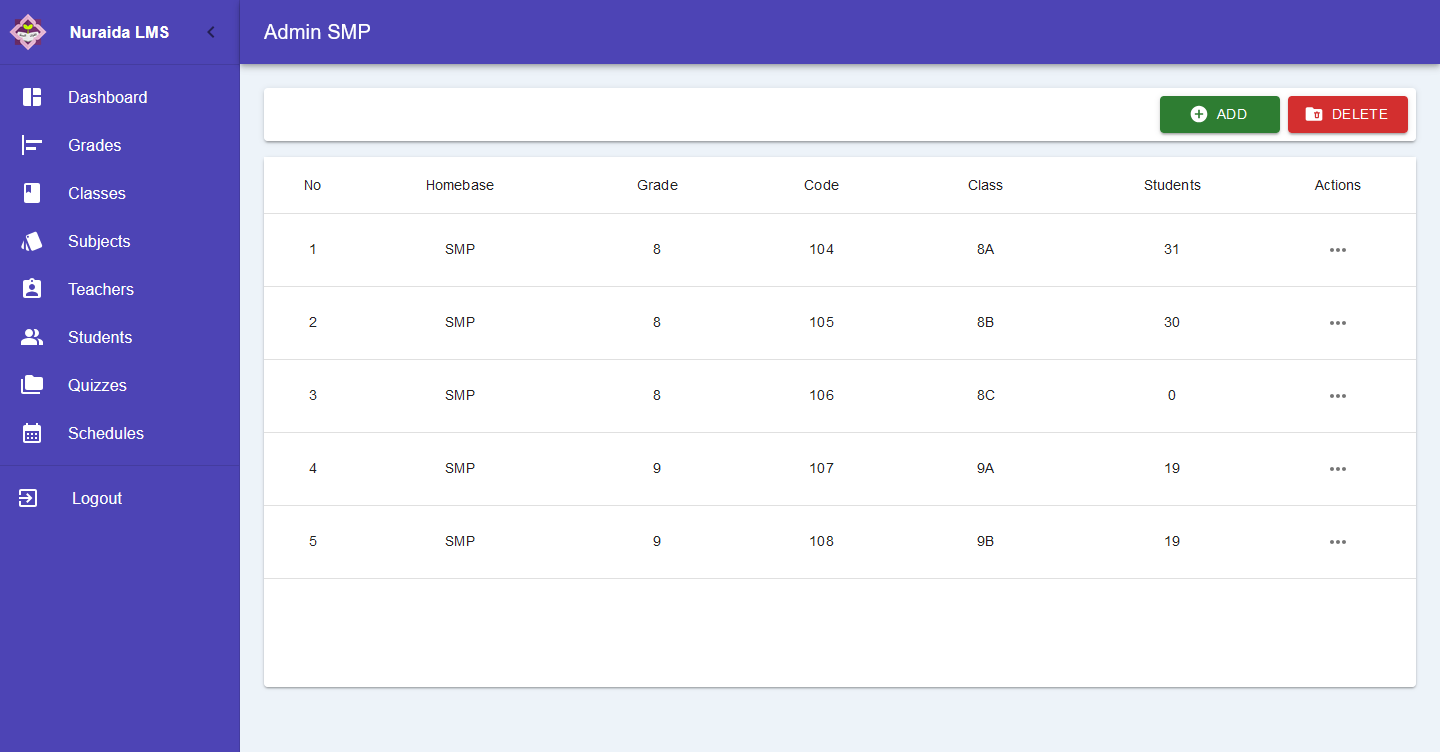 Nuraida LMS
Admin SMP
Dashboard
Grades
Classes
Subjects
Teachers
Students
Quizzes
Schedules
Logout
ADD DELETE
No Homebase Grade Code Class Students Actions
1 SMP 8 104 8A 31
2 SMP 8 105 8B 30
3 SMP 8 106 8C 0
4 SMP 9 107 9A 19
5 SMP 9 108 9B 19